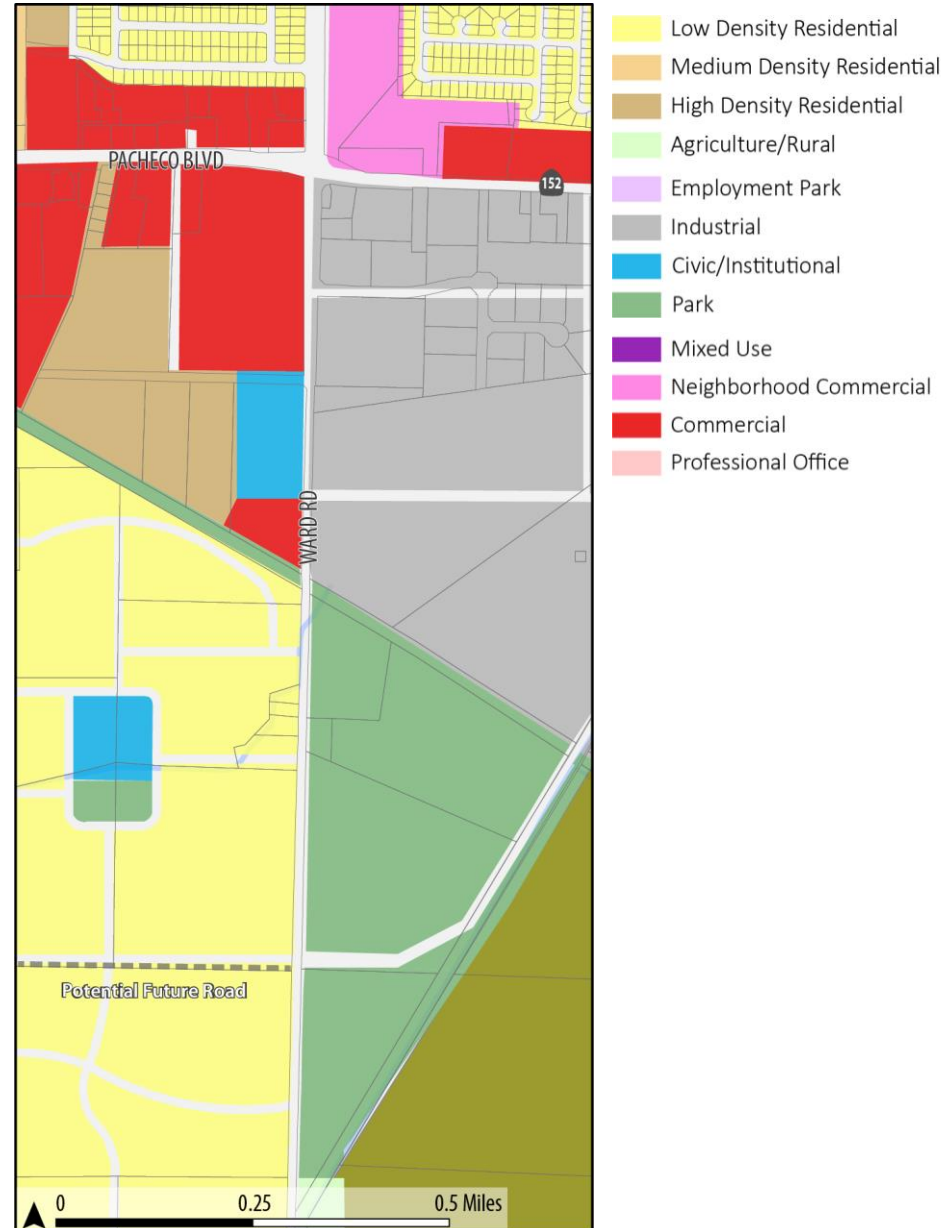 Low Density Residential
Medium Density Residential
High Density Residential
Agriculture/Rural
Employment Park
Industrial
Civic/Institutional
Park
Mixed Use
Neighborhood Commercial
Commercial
Professional Office
PACHECO BLVD
152
WARD RD
Potential Future Road
0 0.25 0.5 Miles